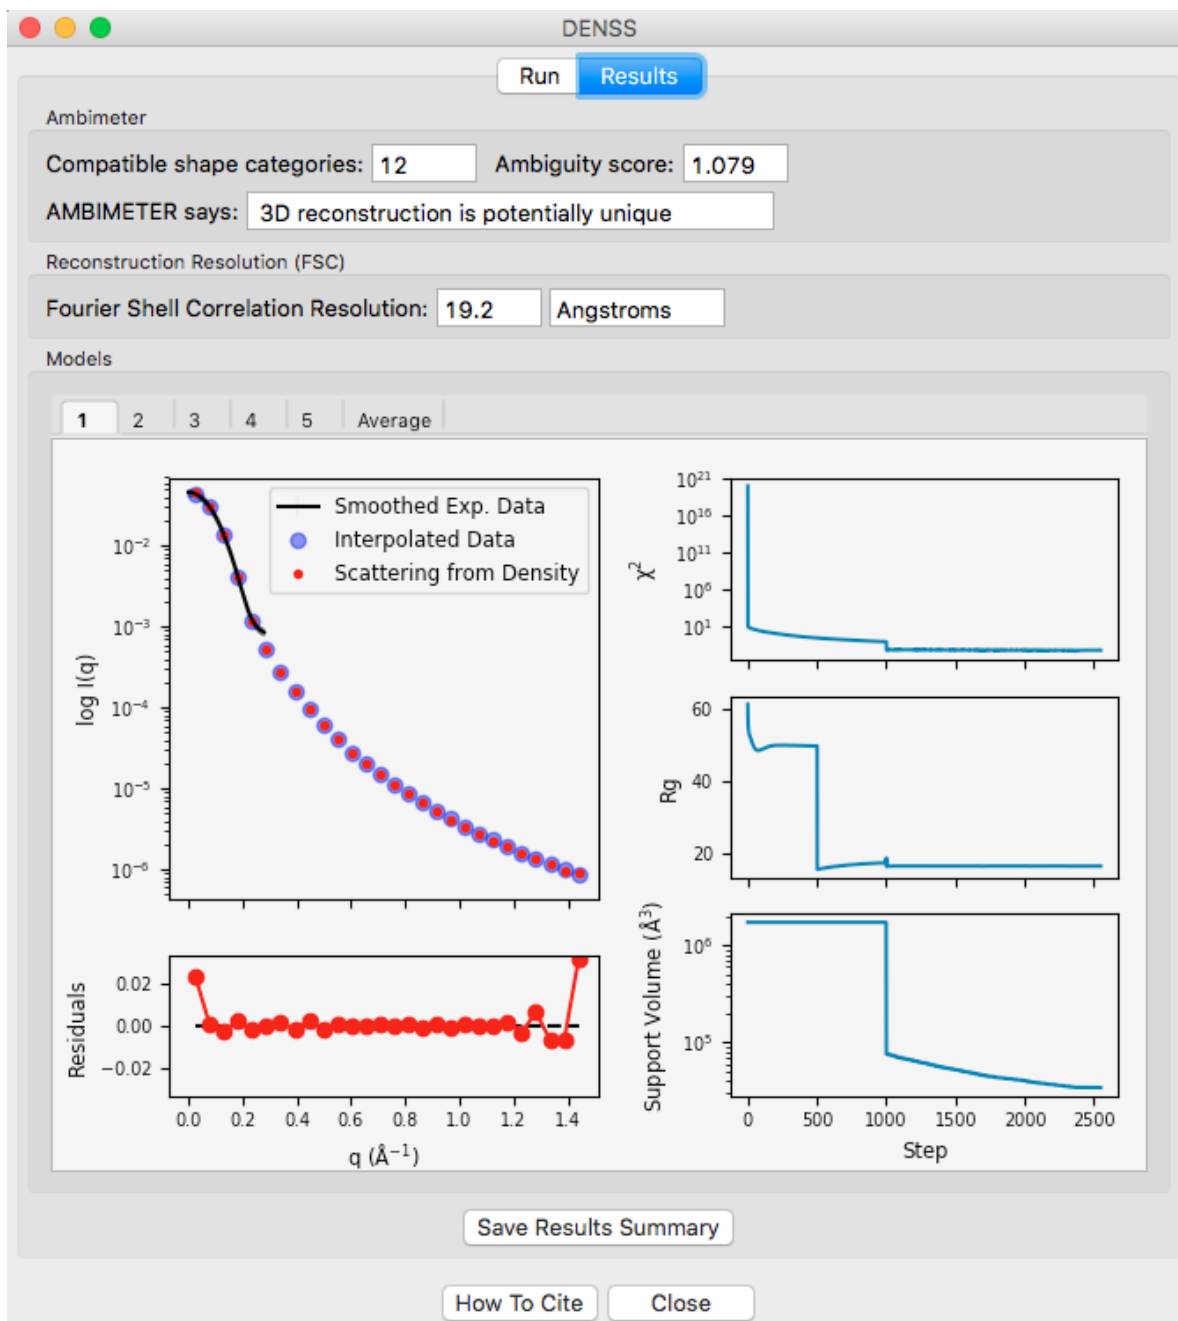 DENSS
Run Results
Ambimeter
Compatible shape categories: 12 Ambiguity score: 1.079
AMBIMETER says: 3D reconstruction is potentially unique
Reconstruction Resolution (FSC)
Fourier Shell Correlation Resolution: 19.2 Angstroms
Models
1 2 3 4 5 Average
Smoothed Exp. Data
Interpolated Data
Scattering from Density
log I(q)
10⁻²
10⁻³
10⁻⁴
10⁻⁵
10⁻⁶
Residuals
0.02
0.00
−0.02
0.0 0.2 0.4 0.6 0.8 1.0 1.2 1.4
q (Å⁻¹)
χ²
10²¹
10¹⁶
10¹¹
10⁶
10¹
Rg
60
40
20
Support Volume (Å³)
10⁶
10⁵
0 500 1000 1500 2000 2500
Step
Save Results Summary
How To Cite Close